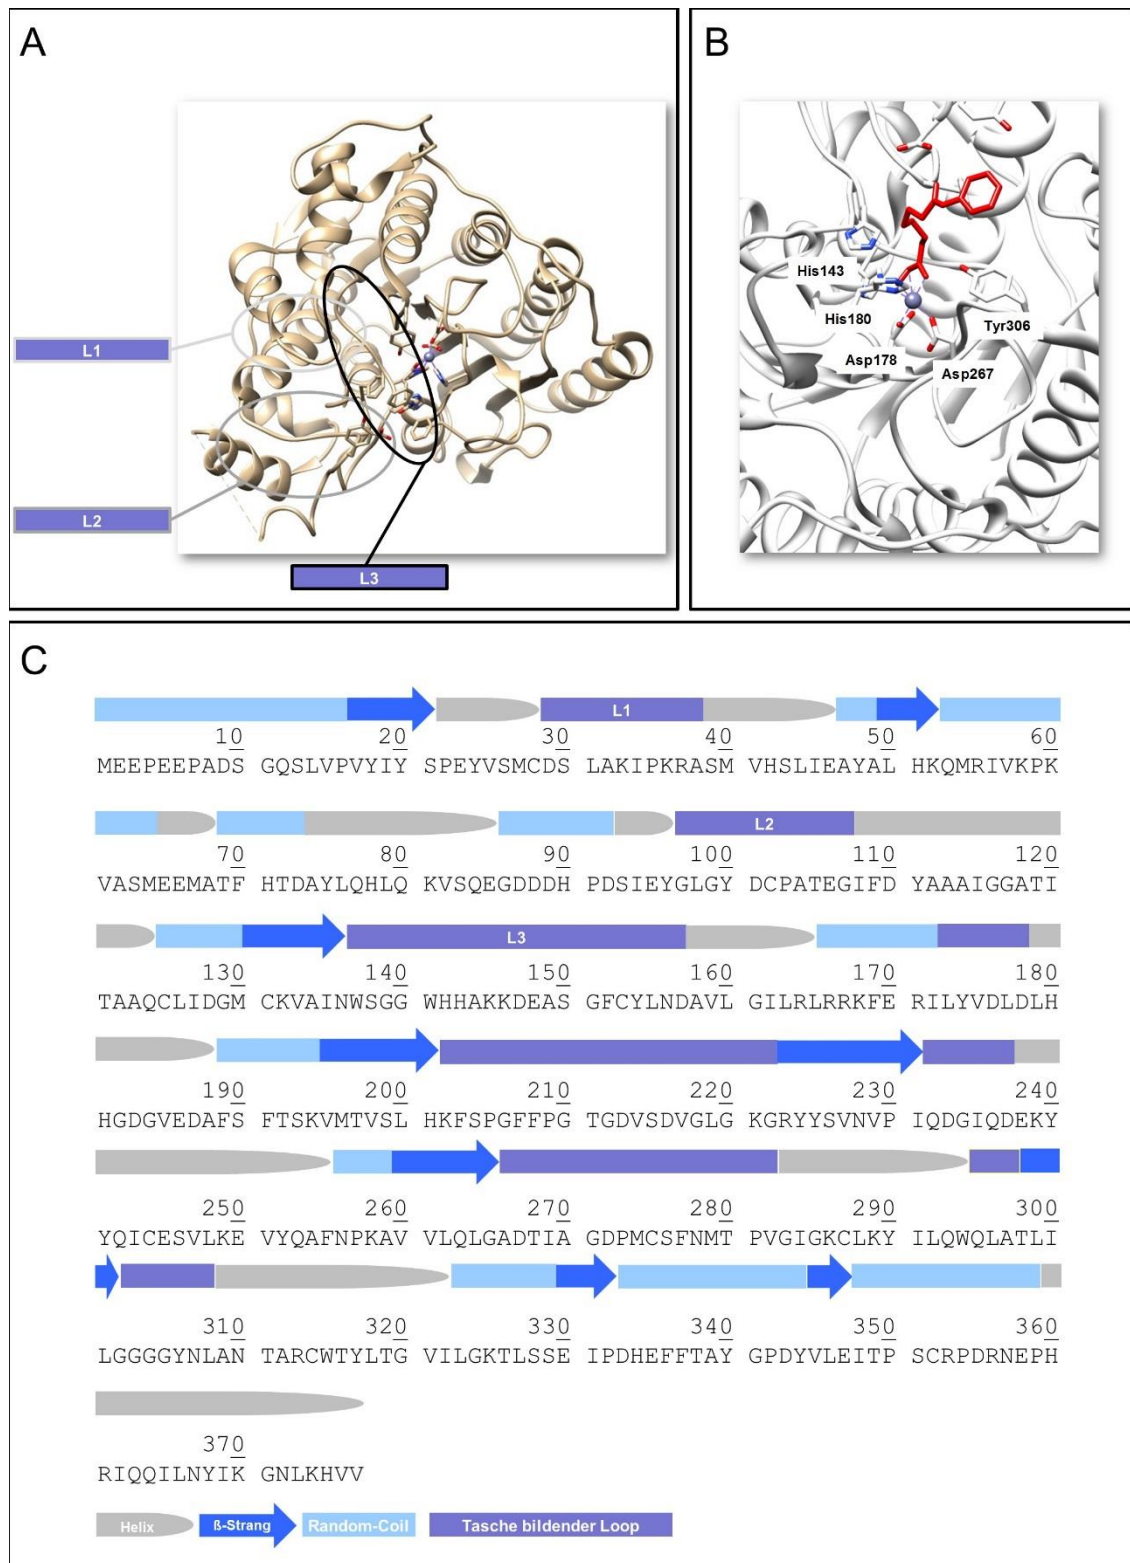 A
L1
L2
L3
B
His143
His180
Asp178
Tyr306
Asp267
C
L1
10 20 30 40 50 60
MEEPEEPADS GQSLVPVYIY SPEYVSMCDS LAKIPKRASM VHSLIEAYAL HKQMRIVKPK
L2
70 80 90 100 110 120
VASMEEMATF HTDAYLQHLQ KVSQEGDDDH PDSIEYGLGY DCPATEGIFD YAAAIGGATI
L3
130 140 150 160 170 180
TAAQCLIDGM CKVAINWSGG WHHAKKDEAS GFCYLNDAVL GILRLRRKFE RILYVDLDLH
190 200 210 220 230 240
HGDGVEDAFS FTSKVMTVSL HKFSPGFFPG TGDVSDVGLG KGRYYSVNVP IQDGIQDEKY
250 260 270 280 290 300
YQICESVLKE VYQAFNPKAV VLQLGADTIA GDPMCSFNMT PVGIGKCLKY ILQWQLATLI
310 320 330 340 350 360
LGGGGYNLAN TARCWTYLTG VILGKTLSSE IPDHEFFTAY GPDYVLEITP SCRPDRNEPH
370
RIQQILNYIK GNLKHVV
Helix ß-Strang Random-Coil Tasche bildender Loop